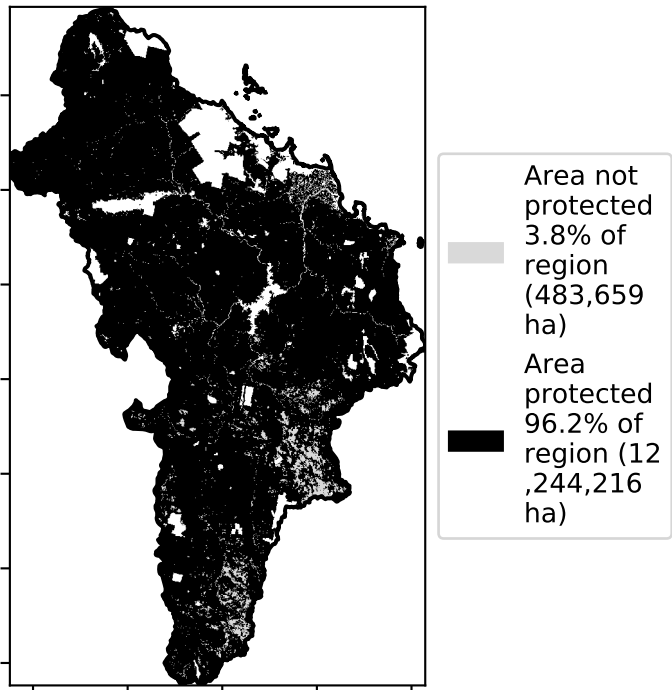 Area not
protected
3.8% of
region
(483,659
ha)
Area
protected
96.2% of
region (12
,244,216
ha)